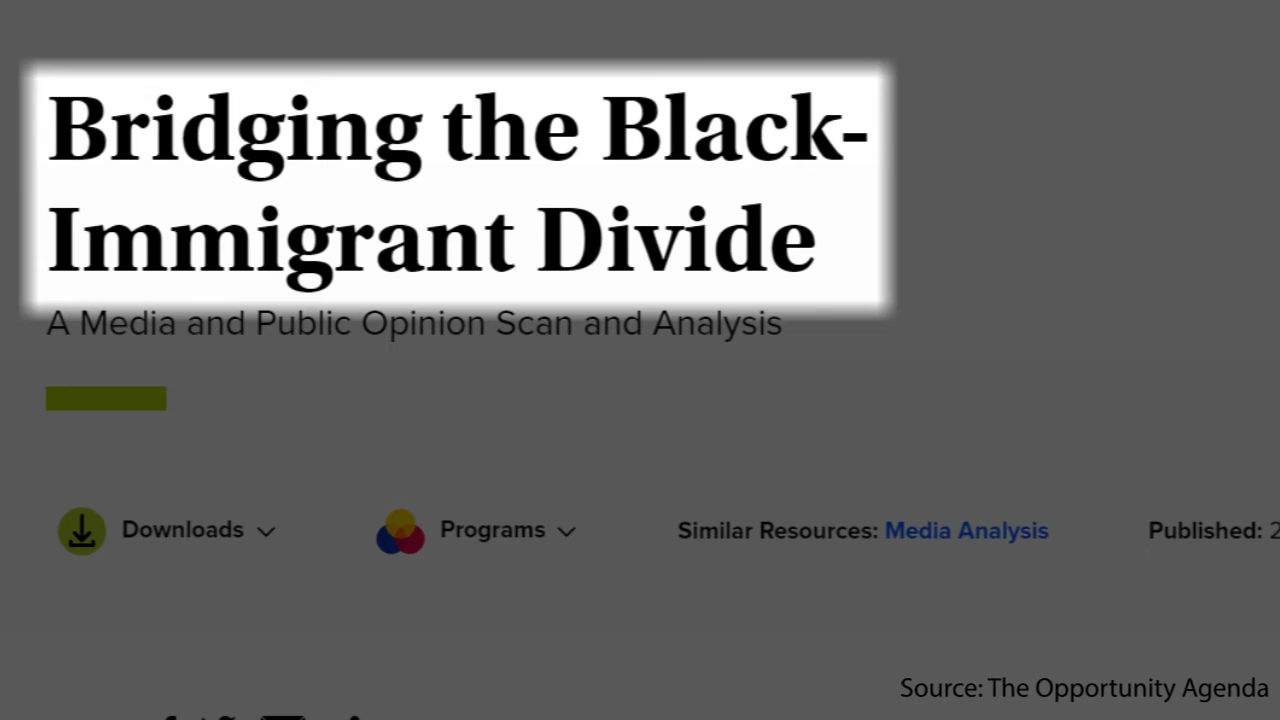 Bridging the Black-
Immigrant Divide
A Media and Public Opinion Scan and Analysis
Downloads
Programs
Similar Resources: Media Analysis
Published: 2
Source: The Opportunity Agenda